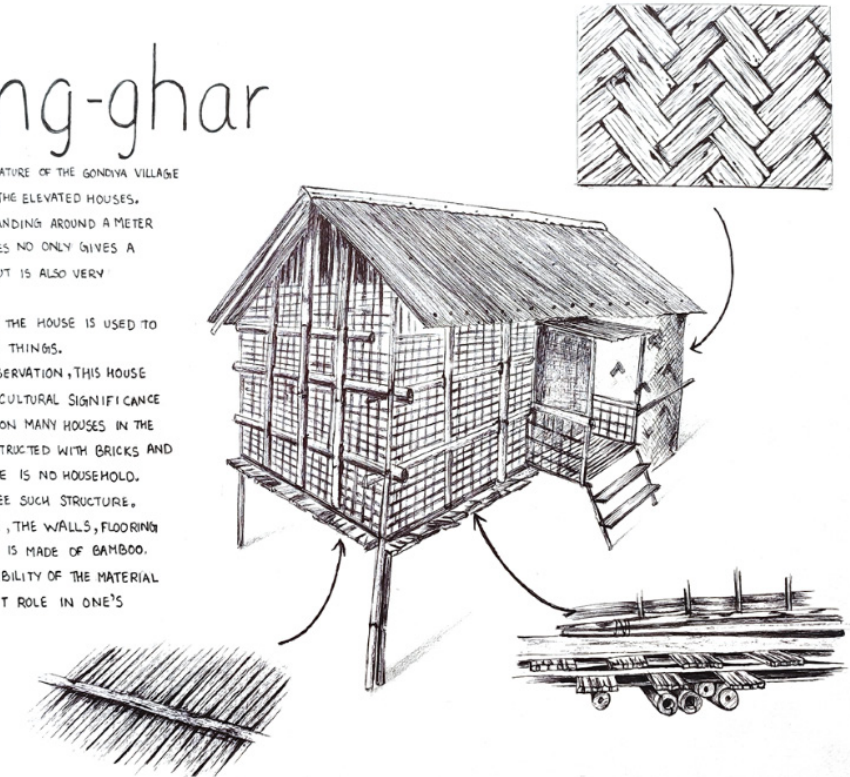 ng-ghar
ATURE OF THE GONDIYA VILLAGE
THE ELEVATED HOUSES.
NDING AROUND A METER
ES NO ONLY GIVES A
UT IS ALSO VERY
THE HOUSE IS USED TO
THINGS.
SERVATION, THIS HOUSE
CULTURAL SIGNIFICANCE
ON MANY HOUSES IN THE
TRUCTED WITH BRICKS AND
E IS NO HOUSEHOLD.
EE SUCH STRUCTURE.
, THE WALLS, FLOORING
IS MADE OF BAMBOO.
BILITY OF THE MATERIAL
T ROLE IN ONE'S